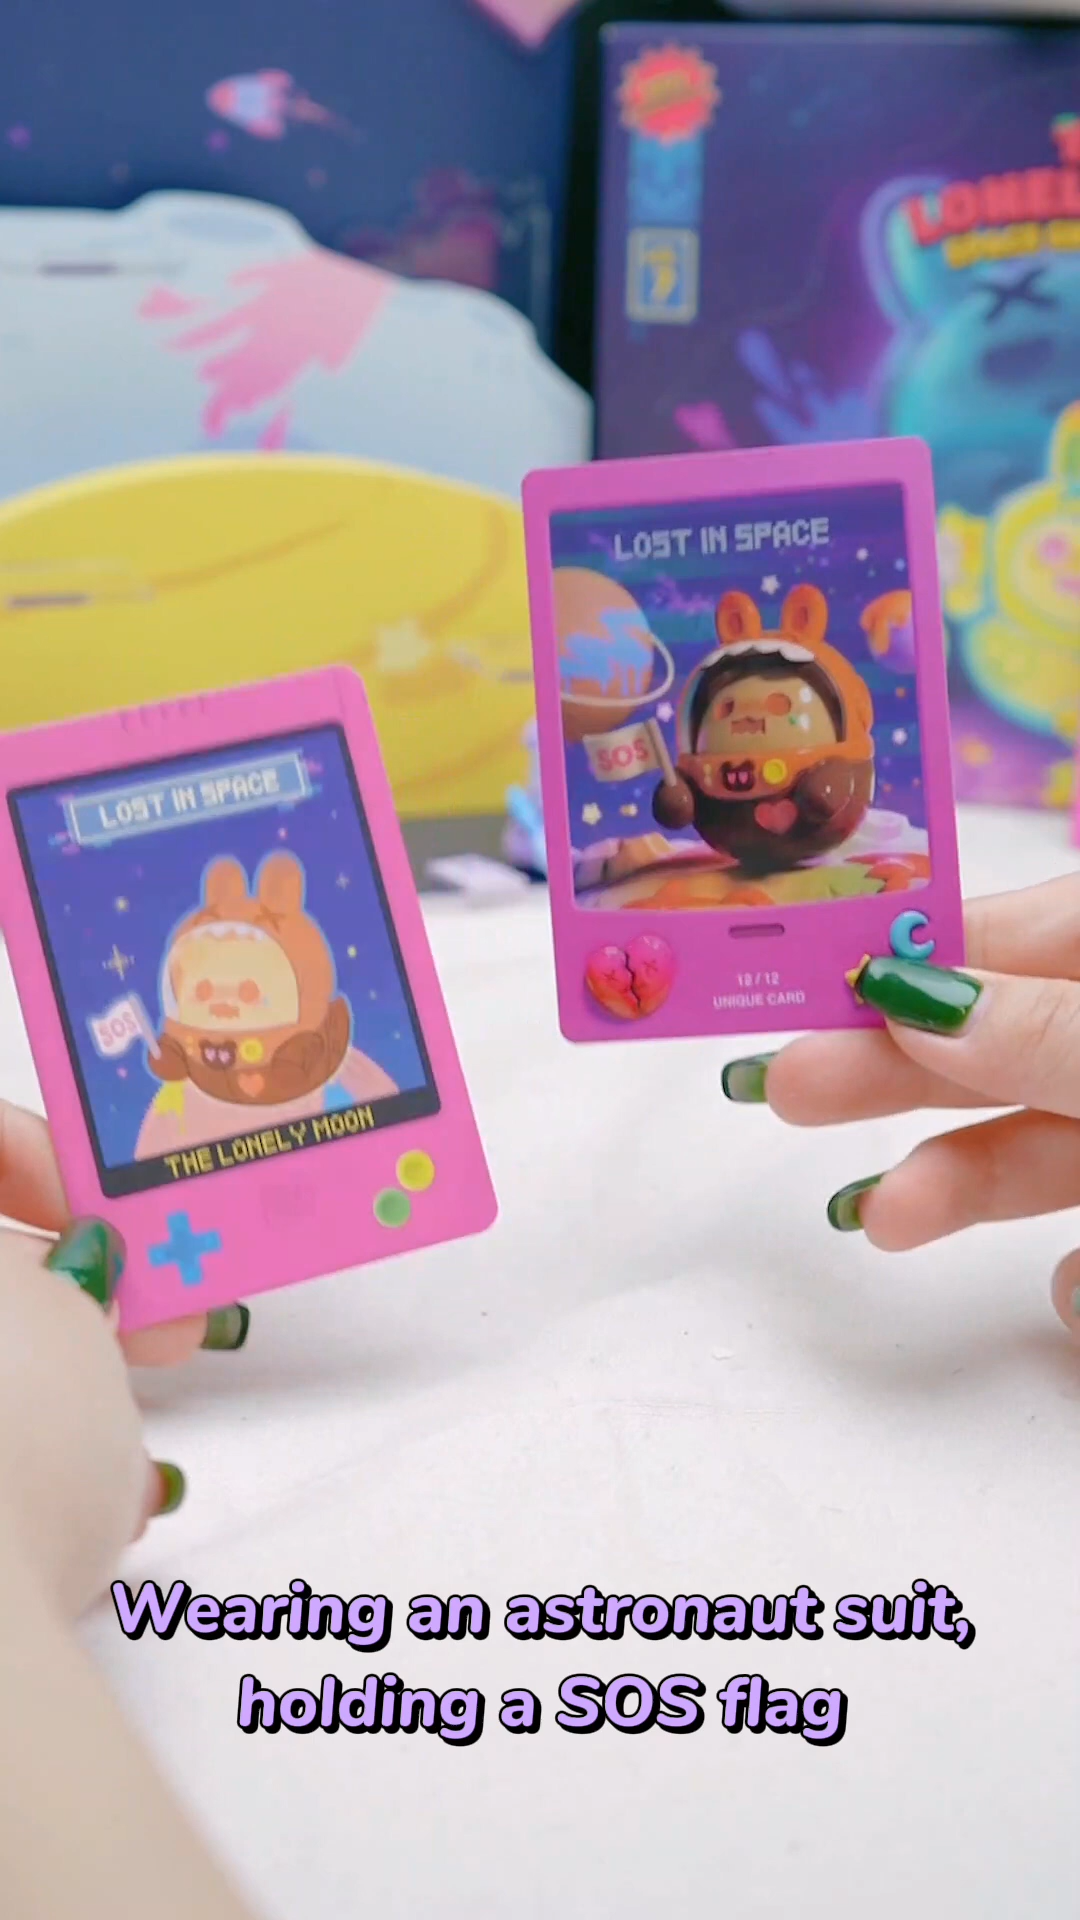 LONEL
LOST IN SPACE
SOS
12/12
UNIQUE CARD
LOST IN SPACE
SOS
THE LONELY MOON
Wearing an astronaut suit,
holding a SOS flag